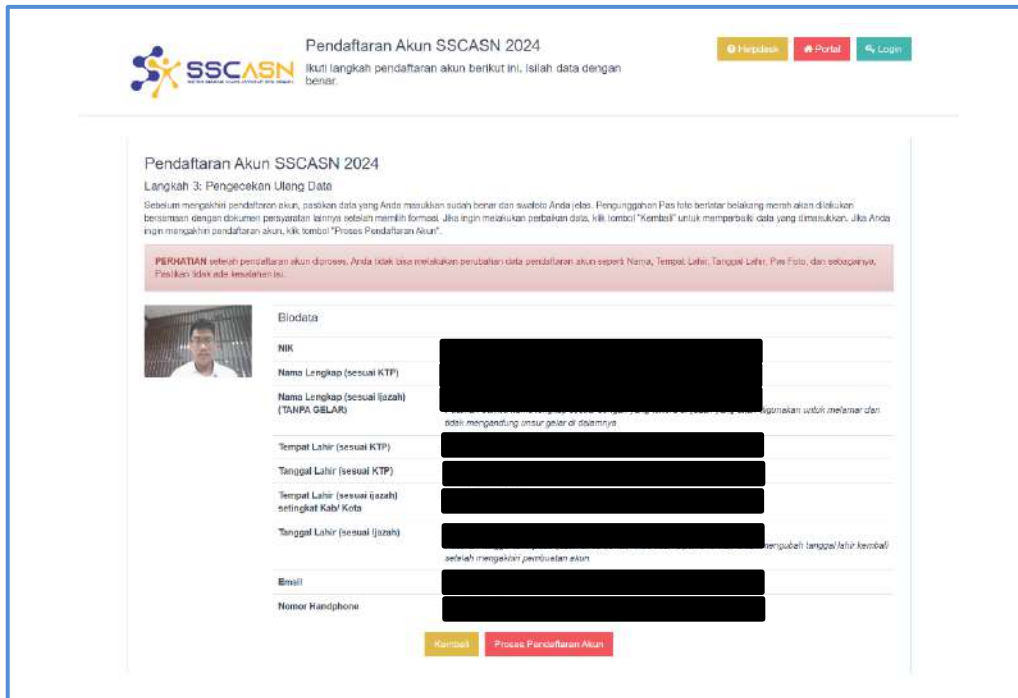 SSCASN
Pendaftaran Akun SSCASN 2024
Ikuti langkah pendaftaran akun berikut ini. Isilah data dengan
benar.
Helpdesk
Portal
Login
Pendaftaran Akun SSCASN 2024
Langkah 3: Pengecekan Ulang Data
Sebelum mengakhiri pendaftaran akun, pastikan data yang Anda masukkan sudah benar dan swafoto Anda jelas. Pengunggahan Pas foto berlatar belakang merah akan dilakukan
bersamaan dengan dokumen persyaratan lainnya setelah memilih formasi. Jika ingin melakukan perbaikan data, klik tombol "Kembali" untuk memperbaiki data yang dimasukkan. Jika Anda
ingin mengakhiri pendaftaran akun, klik tombol "Proses Pendaftaran Akun".
PERHATIAN setelah pendaftaran akun diproses, Anda tidak bisa melakukan perubahan data pendaftaran akun seperti Nama, Tempat Lahir, Tanggal Lahir, Pas Foto, dan sebagainya.
Pastikan tidak ada kesalahan isi.
Biodata
NIK
Nama Lengkap (sesuai KTP)
Nama Lengkap (sesuai Ijazah)
(TANPA GELAR)
digunakan untuk melamar dan
tidak mengandung unsur gelar di dalamnya
Tempat Lahir (sesuai KTP)
Tanggal Lahir (sesuai KTP)
Tempat Lahir (sesuai ijazah)
setingkat Kab/ Kota
Tanggal Lahir (sesuai Ijazah)
mengubah tanggal lahir kembali
setelah mengakhiri pembuatan akun
Email
Nomor Handphone
Kembali
Proses Pendaftaran Akun